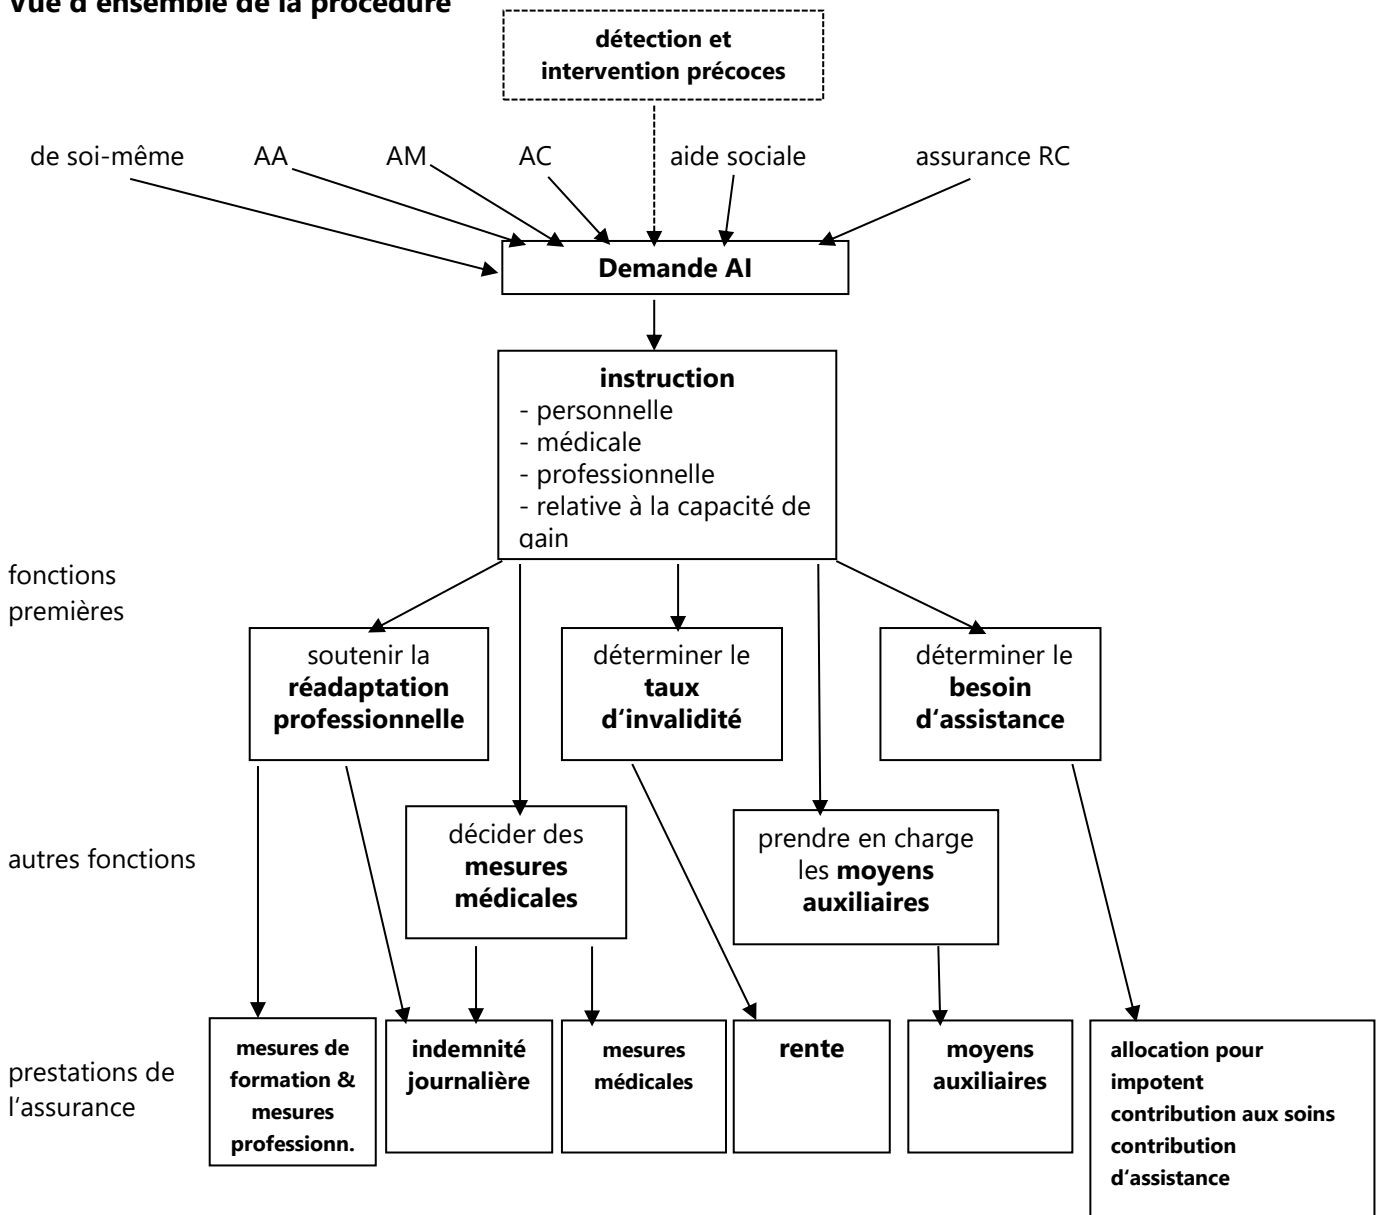 Vue d'ensemble de la procédure
détection et
intervention précoces
de soi-même
AA
AM
AC
aide sociale
assurance RC
Demande AI
instruction
- personnelle
- médicale
- professionnelle
- relative à la capacité de
gain
fonctions
premières
soutenir la
réadaptation
professionnelle
déterminer le
taux
d‘invalidité
déterminer le
besoin
d‘assistance
autres fonctions
décider des
mesures
médicales
prendre en charge
les moyens
auxiliaires
prestations de
l‘assurance
mesures de
formation &
mesures
professionn.
indemnité
journalière
mesures
médicales
rente
moyens
auxiliaires
allocation pour
impotent
contribution aux soins
contribution
d‘assistance